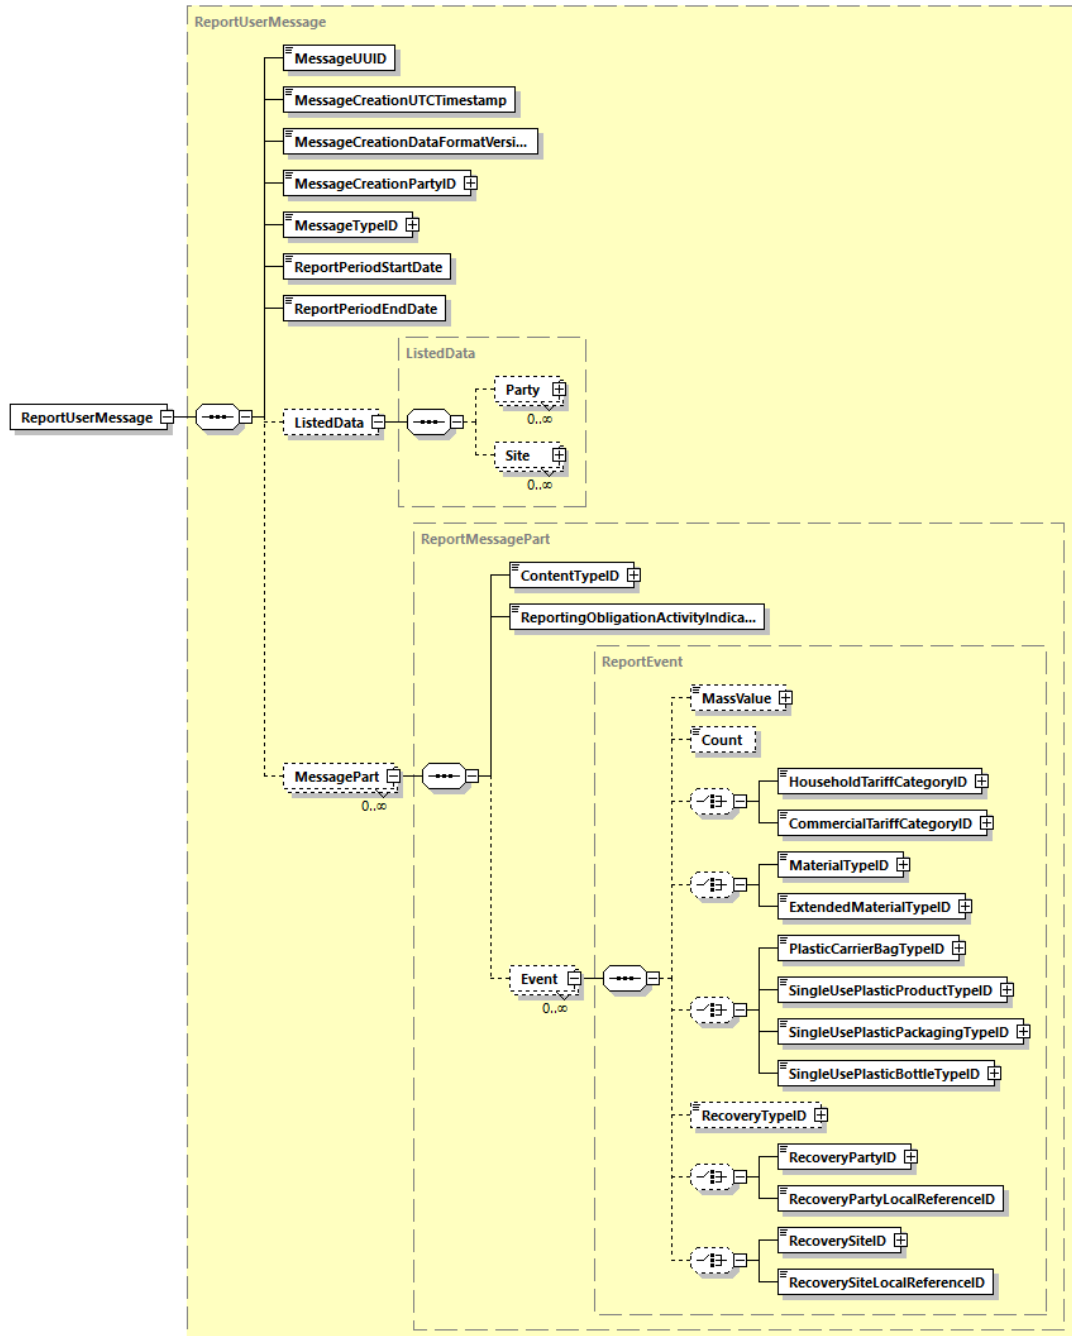 ReportUserMessage
MessageUUID
MessageCreationUTCTimestamp
MessageCreationDataFormatVersi...
MessageCreationPartyID
MessageTypeID
ReportPeriodStartDate
ReportPeriodEndDate
ListedData
Party
0..∞
ReportUserMessage
ListedData
Site
0..∞
ReportMessagePart
ContentTypeID
ReportingObligationActivityIndica...
ReportEvent
MassValue
Count
MessagePart
0..∞
HouseholdTariffCategoryID
CommercialTariffCategoryID
MaterialTypeID
ExtendedMaterialTypeID
PlasticCarrierBagTypeID
Event
0..∞
SingleUsePlasticProductTypeID
SingleUsePlasticPackagingTypeID
SingleUsePlasticBottleTypeID
RecoveryTypeID
RecoveryPartyID
RecoveryPartyLocalReferenceID
RecoverySiteID
RecoverySiteLocalReferenceID